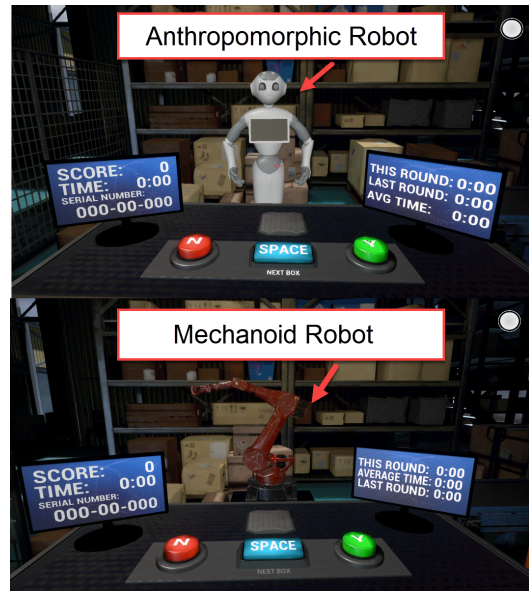 Anthropomorphic Robot
SCORE: 0
TIME: 0:00
SERIAL NUMBER:
000-00-000
THIS ROUND: 0:00
LAST ROUND: 0:00
AVG TIME: 0:00
N
SPACE
Y
NEXT BOX
Mechanoid Robot
SCORE: 0
TIME: 0:00
SERIAL NUMBER:
000-00-000
THIS ROUND: 0:00
AVERAGE TIME: 0:00
LAST ROUND: 0:00
N
SPACE
Y
NEXT BOX